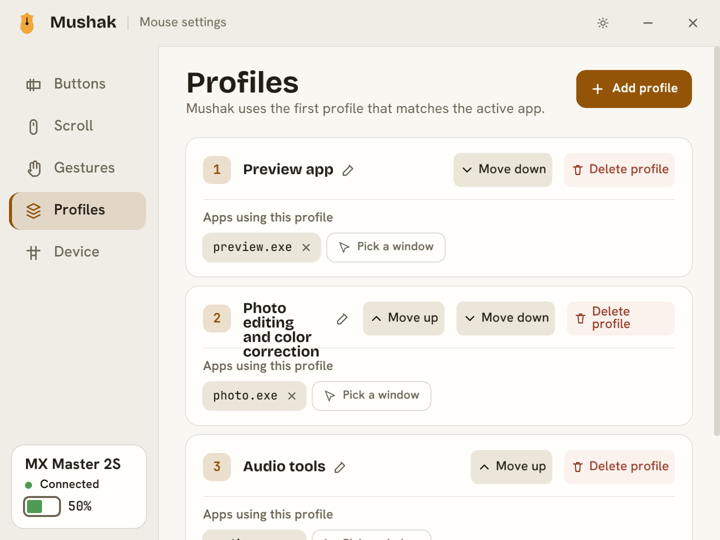 Mushak
Mouse settings
Buttons
Scroll
Gestures
Profiles
Device
MX Master 2S
Connected
50%
Profiles
Mushak uses the first profile that matches the active app.
Add profile
1
Preview app
Move down
Delete profile
Apps using this profile
preview.exe
Pick a window
2
Photo
editing
and color
correction
Move up
Move down
Delete
profile
Apps using this profile
photo.exe
Pick a window
3
Audio tools
Move up
Delete profile
Apps using this profile